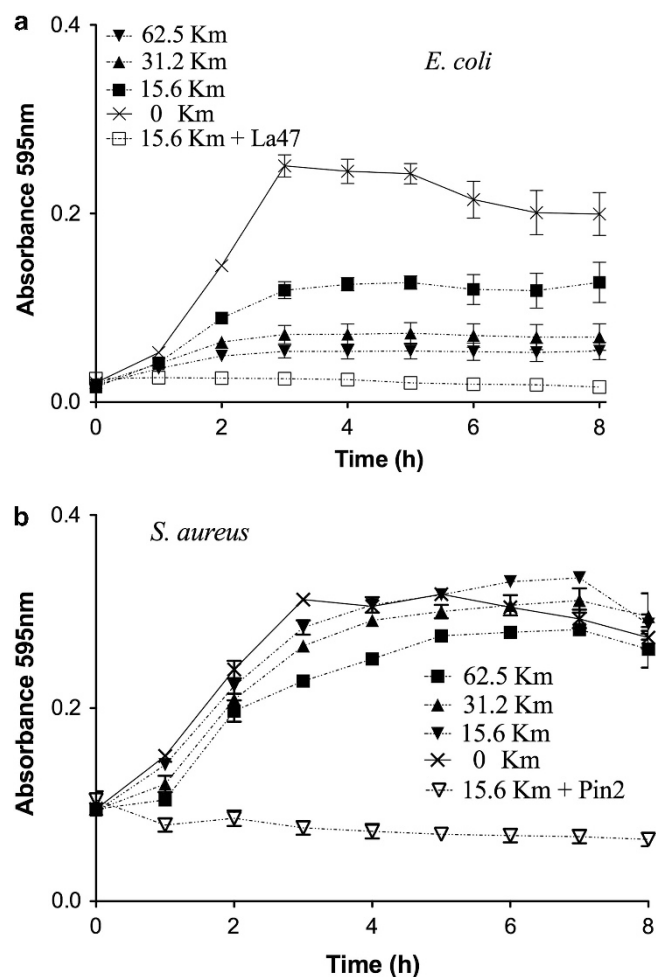 a
0.4
62.5 Km
31.2 Km
15.6 Km
0 Km
15.6 Km + La47
E. coli
Absorbance 595nm
0.2
0.0
0 2 4 6 8
Time (h)
b
0.4
S. aureus
Absorbance 595nm
0.2
62.5 Km
31.2 Km
15.6 Km
0 Km
15.6 Km + Pin2
0.0
0 2 4 6 8
Time (h)